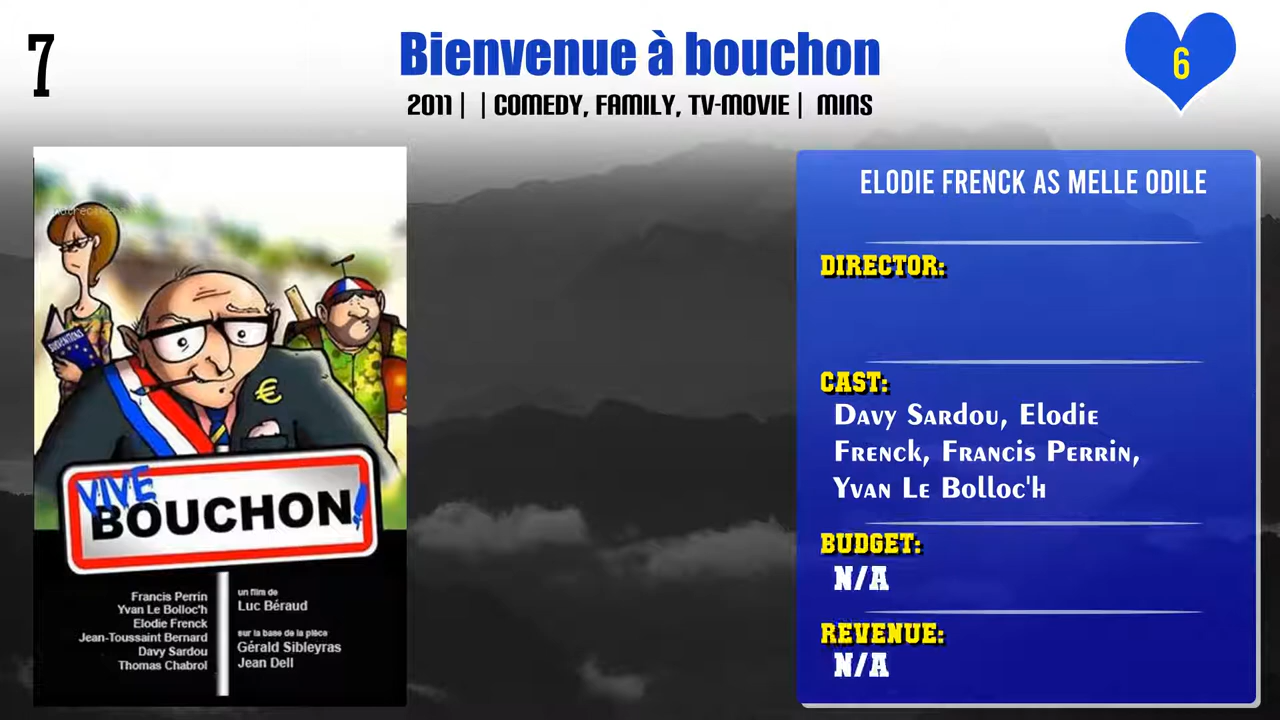 7
Bienvenue à bouchon
6
2011 | | COMEDY, FAMILY, TV-MOVIE | MINS
ELODIE FRENCK AS MELLE ODILE
DIRECTOR:
CAST:
Davy Sardou, Elodie
Frenck, Francis Perrin,
Yvan Le Bolloc'h
BUDGET:
N/A
REVENUE:
N/A
SUBVENTIONS
€
VIVE
BOUCHON!
Francis Perrin
Yvan Le Bolloc'h
Elodie Frenck
Jean-Toussaint Bernard
Davy Sardou
Thomas Chabrol
un film de
Luc Béraud
sur la base de la pièce
Gérald Sibleyras
Jean Dell